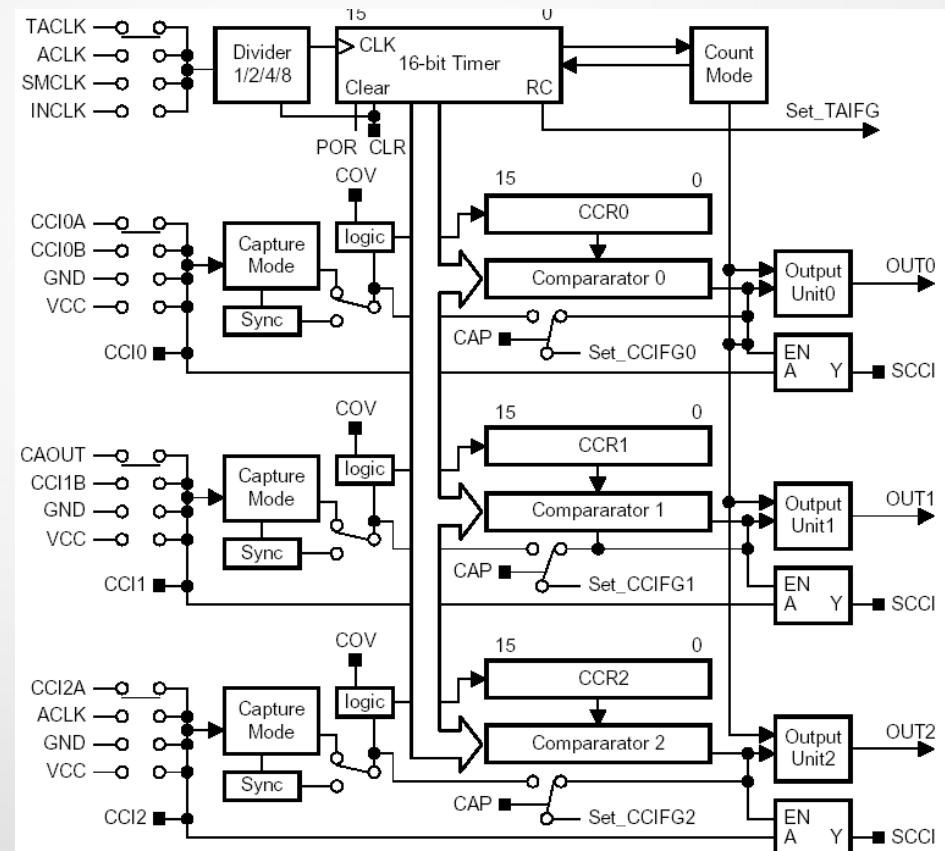 15 0
TACLK
ACLK
SMCLK
INCLK
Divider
1/2/4/8
CLK
16-bit Timer
Clear RC
Count
Mode
Set_TAIFG
POR CLR
COV
15 0
CCI0A
CCI0B
GND
VCC
CCI0
Capture
Mode
Sync
logic
CCR0
Compararator 0
CAP
Set_CCIFG0
Output
Unit0
OUT0
EN
A Y
SCCI
COV
15 0
CAOUT
CCI1B
GND
VCC
CCI1
Capture
Mode
Sync
logic
CCR1
Compararator 1
CAP
Set_CCIFG1
Output
Unit1
OUT1
EN
A Y
SCCI
COV
15 0
CCI2A
ACLK
GND
VCC
CCI2
Capture
Mode
Sync
logic
CCR2
Compararator 2
CAP
Set_CCIFG2
Output
Unit2
OUT2
EN
A Y
SCCI